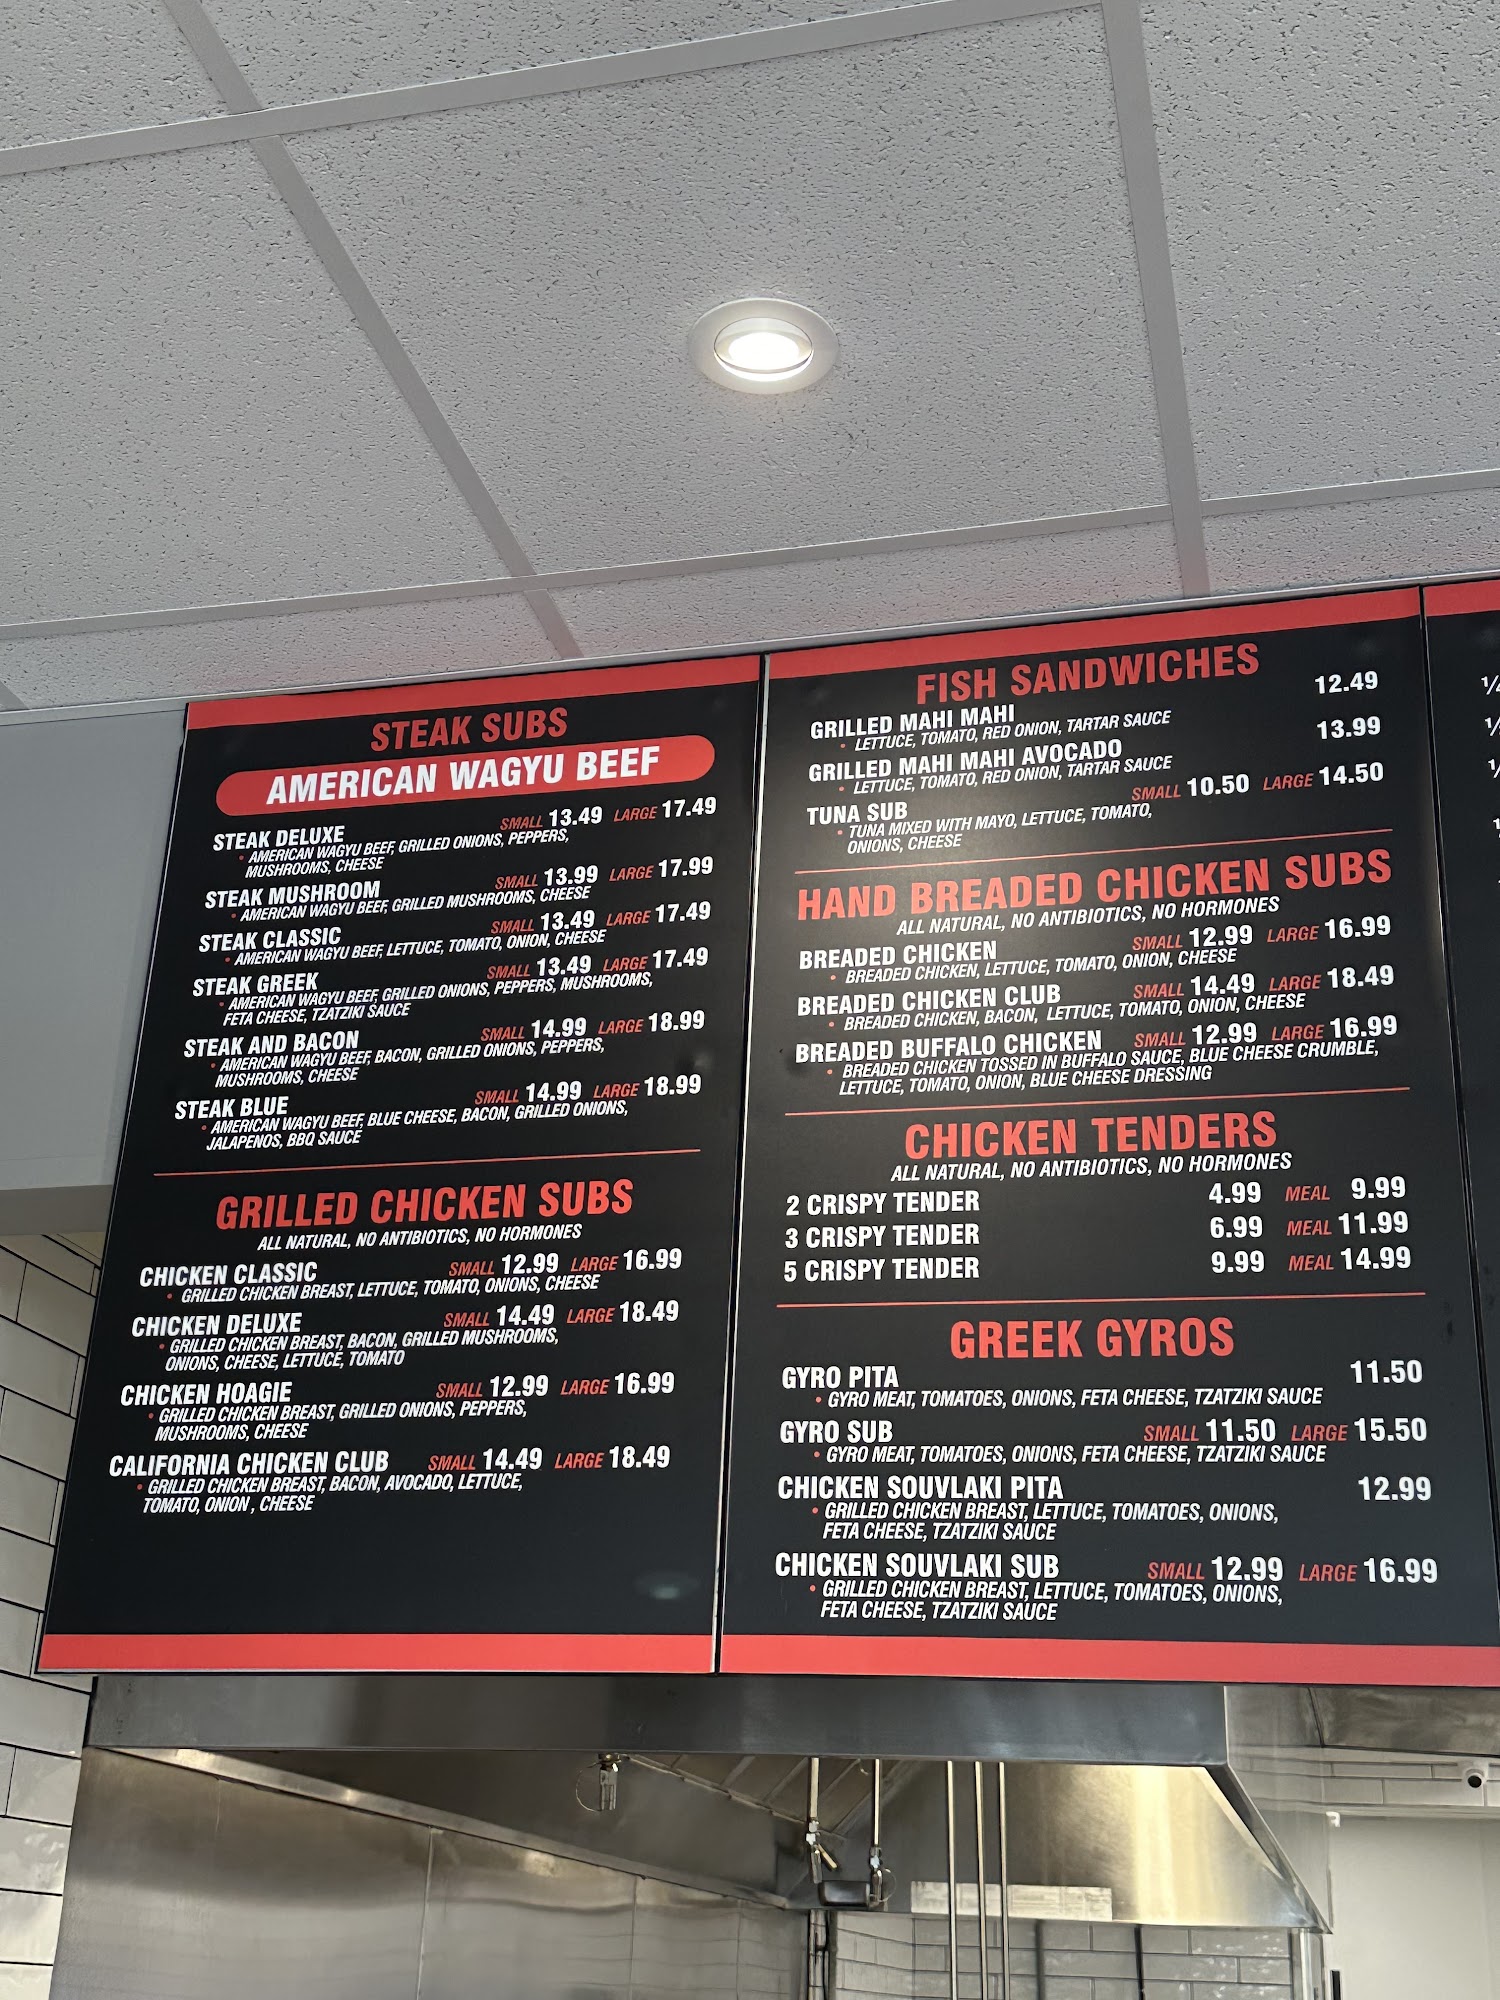 STEAK SUBS
AMERICAN WAGYU BEEF
STEAK DELUXE SMALL 13.49 LARGE 17.49
• AMERICAN WAGYU BEEF, GRILLED ONIONS, PEPPERS,
MUSHROOMS, CHEESE
STEAK MUSHROOM SMALL 13.99 LARGE 17.99
• AMERICAN WAGYU BEEF, GRILLED MUSHROOMS, CHEESE
STEAK CLASSIC SMALL 13.49 LARGE 17.49
• AMERICAN WAGYU BEEF, LETTUCE, TOMATO, ONION, CHEESE
STEAK GREEK SMALL 13.49 LARGE 17.49
• AMERICAN WAGYU BEEF, GRILLED ONIONS, PEPPERS, MUSHROOMS,
FETA CHEESE, TZATZIKI SAUCE
STEAK AND BACON SMALL 14.99 LARGE 18.99
• AMERICAN WAGYU BEEF, BACON, GRILLED ONIONS, PEPPERS,
MUSHROOMS, CHEESE
STEAK BLUE SMALL 14.99 LARGE 18.99
• AMERICAN WAGYU BEEF, BLUE CHEESE, BACON, GRILLED ONIONS,
JALAPENOS, BBQ SAUCE
GRILLED CHICKEN SUBS
ALL NATURAL, NO ANTIBIOTICS, NO HORMONES
CHICKEN CLASSIC SMALL 12.99 LARGE 16.99
• GRILLED CHICKEN BREAST, LETTUCE, TOMATO, ONIONS, CHEESE
CHICKEN DELUXE SMALL 14.49 LARGE 18.49
• GRILLED CHICKEN BREAST, BACON, GRILLED MUSHROOMS,
ONIONS, CHEESE, LETTUCE, TOMATO
CHICKEN HOAGIE SMALL 12.99 LARGE 16.99
• GRILLED CHICKEN BREAST, GRILLED ONIONS, PEPPERS,
MUSHROOMS, CHEESE
CALIFORNIA CHICKEN CLUB SMALL 14.49 LARGE 18.49
• GRILLED CHICKEN BREAST, BACON, AVOCADO, LETTUCE,
TOMATO, ONION , CHEESE
FISH SANDWICHES
GRILLED MAHI MAHI 12.49
• LETTUCE, TOMATO, RED ONION, TARTAR SAUCE
GRILLED MAHI MAHI AVOCADO 13.99
• LETTUCE, TOMATO, RED ONION, TARTAR SAUCE
TUNA SUB SMALL 10.50 LARGE 14.50
• TUNA MIXED WITH MAYO, LETTUCE, TOMATO,
ONIONS, CHEESE
HAND BREADED CHICKEN SUBS
ALL NATURAL, NO ANTIBIOTICS, NO HORMONES
BREADED CHICKEN SMALL 12.99 LARGE 16.99
• BREADED CHICKEN, LETTUCE, TOMATO, ONION, CHEESE
BREADED CHICKEN CLUB SMALL 14.49 LARGE 18.49
• BREADED CHICKEN, BACON, LETTUCE, TOMATO, ONION, CHEESE
BREADED BUFFALO CHICKEN SMALL 12.99 LARGE 16.99
• BREADED CHICKEN TOSSED IN BUFFALO SAUCE, BLUE CHEESE CRUMBLE,
LETTUCE, TOMATO, ONION, BLUE CHEESE DRESSING
CHICKEN TENDERS
ALL NATURAL, NO ANTIBIOTICS, NO HORMONES
2 CRISPY TENDER 4.99 MEAL 9.99
3 CRISPY TENDER 6.99 MEAL 11.99
5 CRISPY TENDER 9.99 MEAL 14.99
GREEK GYROS
GYRO PITA 11.50
• GYRO MEAT, TOMATOES, ONIONS, FETA CHEESE, TZATZIKI SAUCE
GYRO SUB SMALL 11.50 LARGE 15.50
• GYRO MEAT, TOMATOES, ONIONS, FETA CHEESE, TZATZIKI SAUCE
CHICKEN SOUVLAKI PITA 12.99
• GRILLED CHICKEN BREAST, LETTUCE, TOMATOES, ONIONS,
FETA CHEESE, TZATZIKI SAUCE
CHICKEN SOUVLAKI SUB SMALL 12.99 LARGE 16.99
• GRILLED CHICKEN BREAST, LETTUCE, TOMATOES, ONIONS,
FETA CHEESE, TZATZIKI SAUCE